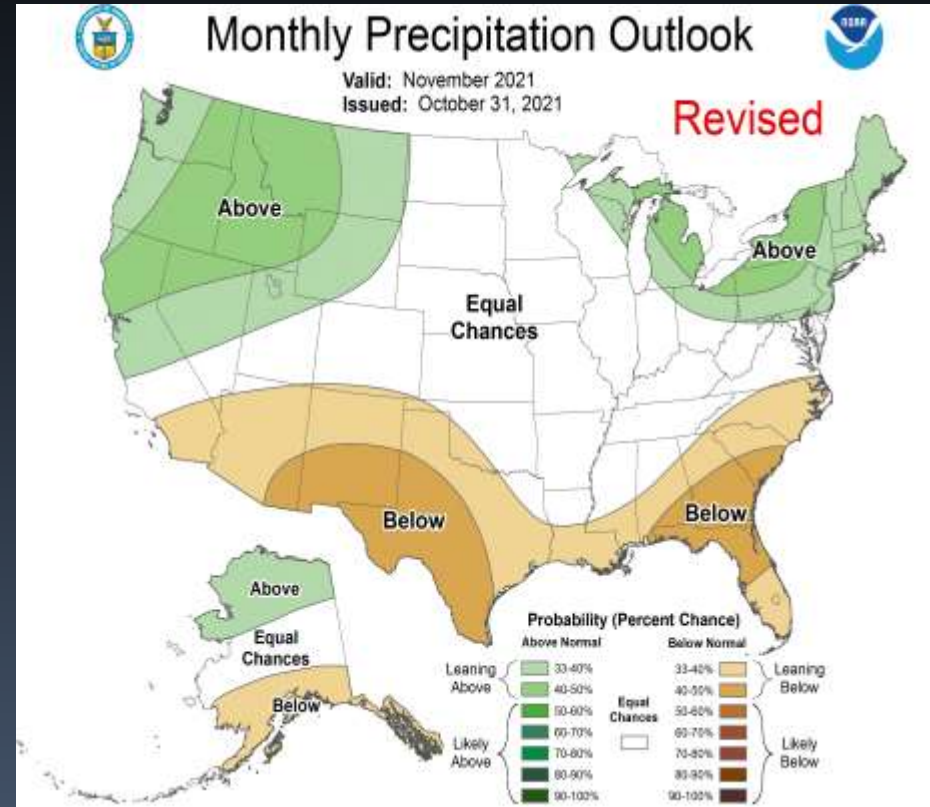 Monthly Precipitation Outlook
NOAA
Valid: November 2021
Issued: October 31, 2021
Revised
Above
Above
Equal
Chances
Below
Below
Above
Equal
Chances
Below
Probability (Percent Chance)
Above Normal
Below Normal
Leaning
Above
33-40%
40-50%
50-60%
60-70%
70-80%
80-90%
90-100%
Likely
Above
Equal
Chances
33-40%
40-50%
50-60%
60-70%
70-80%
80-90%
90-100%
Leaning
Below
Likely
Below